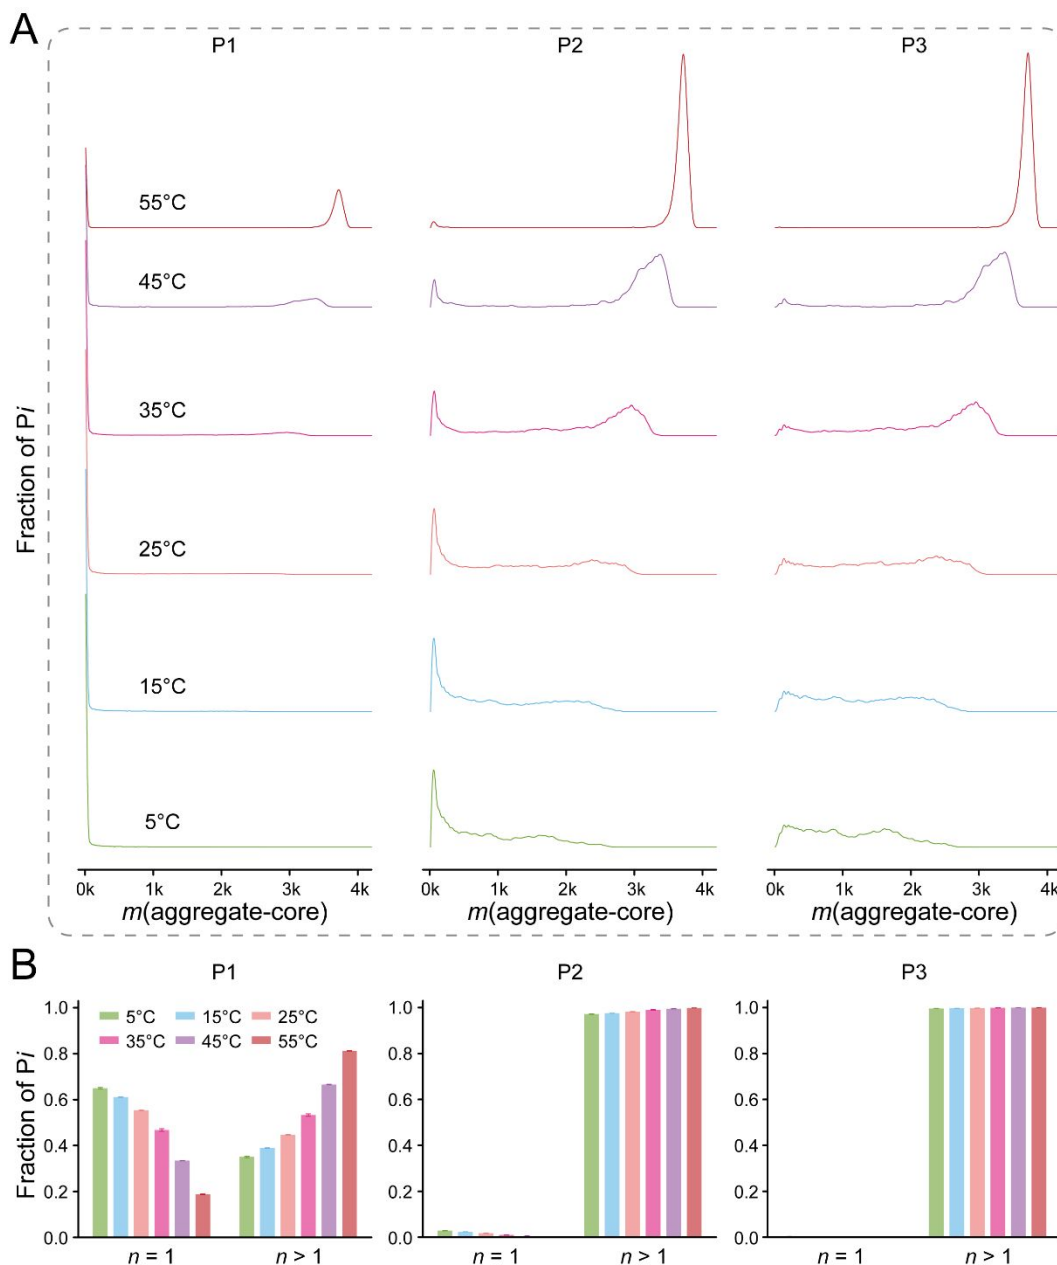 A
P1 P2 P3
55°C
45°C
35°C
25°C
15°C
5°C
Fraction of Pi
0k 1k 2k 3k 4k 0k 1k 2k 3k 4k 0k 1k 2k 3k 4k
m(aggregate-core) m(aggregate-core) m(aggregate-core)
B
P1 P2 P3
1.0 1.0 1.0
5°C 15°C 25°C
35°C 45°C 55°C
0.8 0.8 0.8
0.6 0.6 0.6
0.4 0.4 0.4
0.2 0.2 0.2
0.0 0.0 0.0
Fraction of Pi
n = 1 n > 1 n = 1 n > 1 n = 1 n > 1